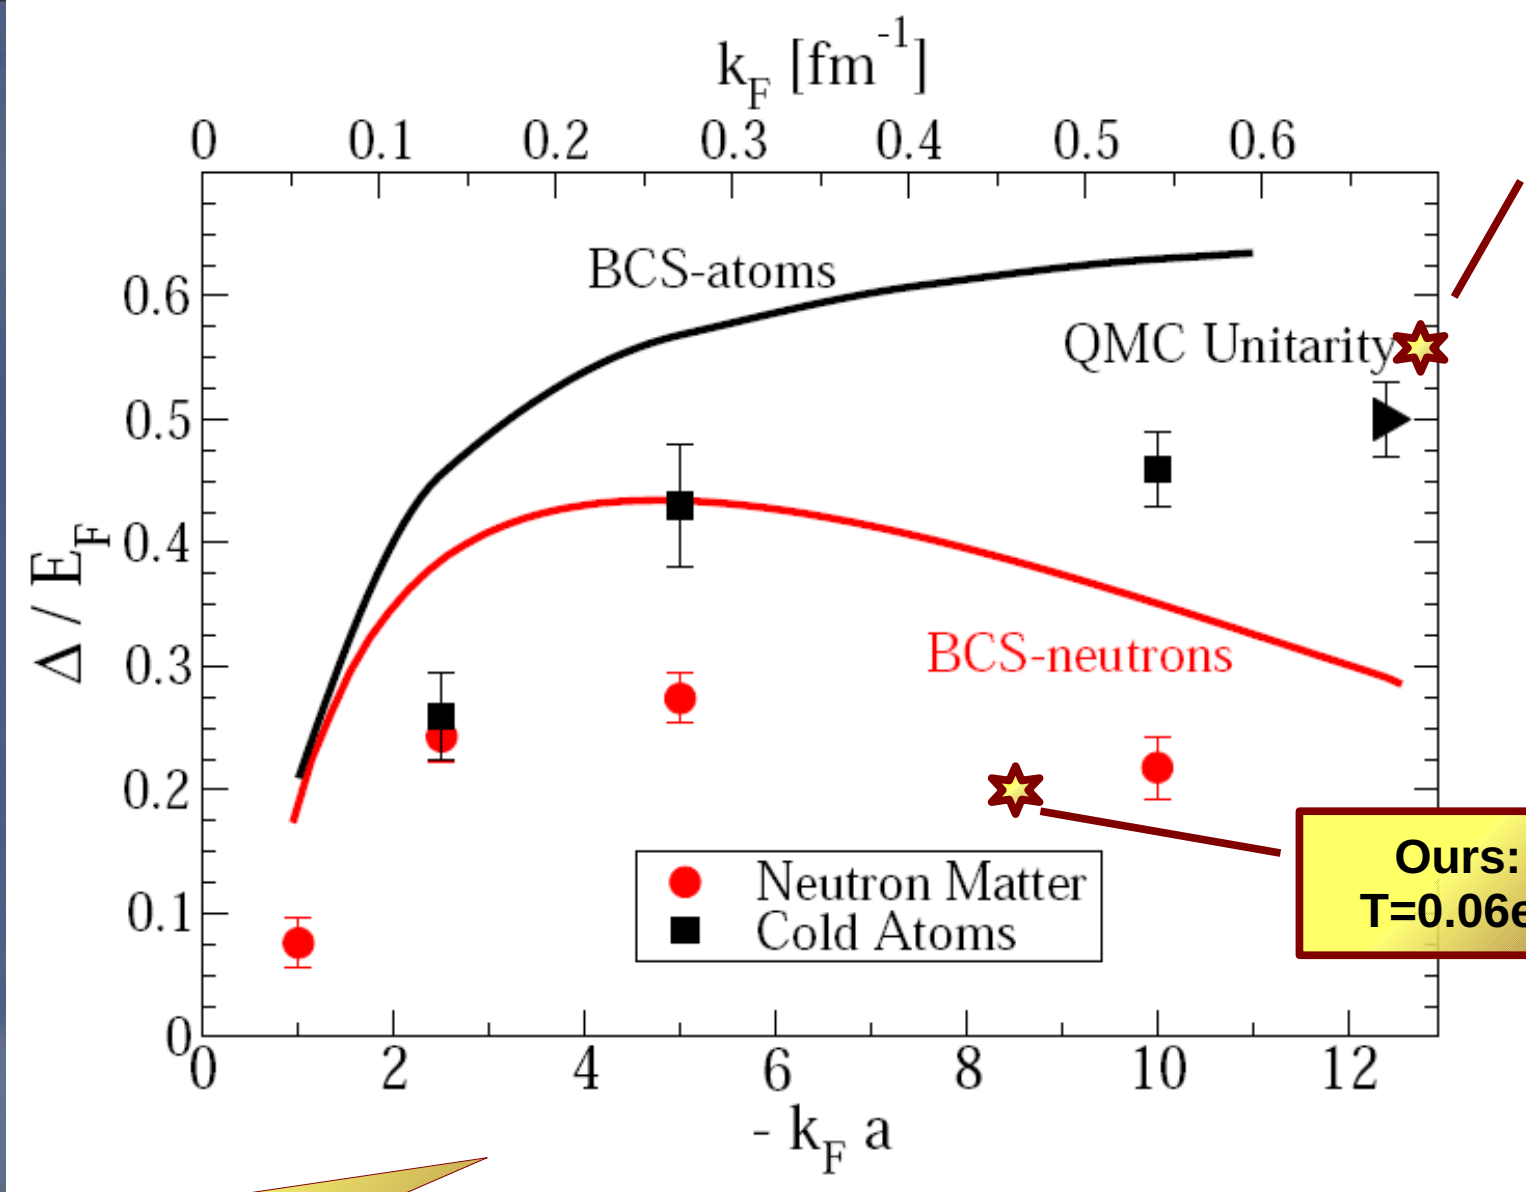 k_F [fm^-1]
0 0.1 0.2 0.3 0.4 0.5 0.6
BCS-atoms
0.6
QMC Unitarity
0.5
Δ / E_F
0.4
BCS-neutrons
0.3
0.2
Ours:
Neutron Matter
T=0.06e
0.1
Cold Atoms
0
0 2 4 6 8 10 12
- k_F a